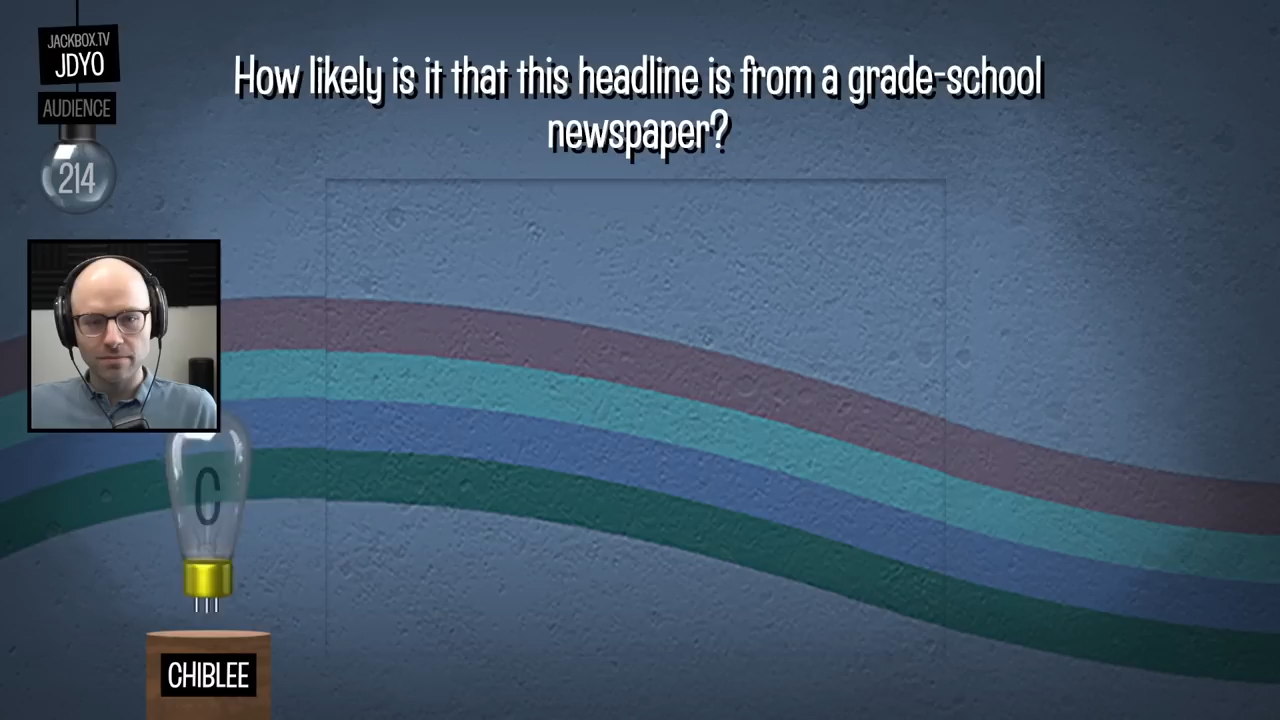 JACKBOX.TV
JDYO
AUDIENCE
214
How likely is it that this headline is from a grade-school
newspaper?
C
CHIBLEE